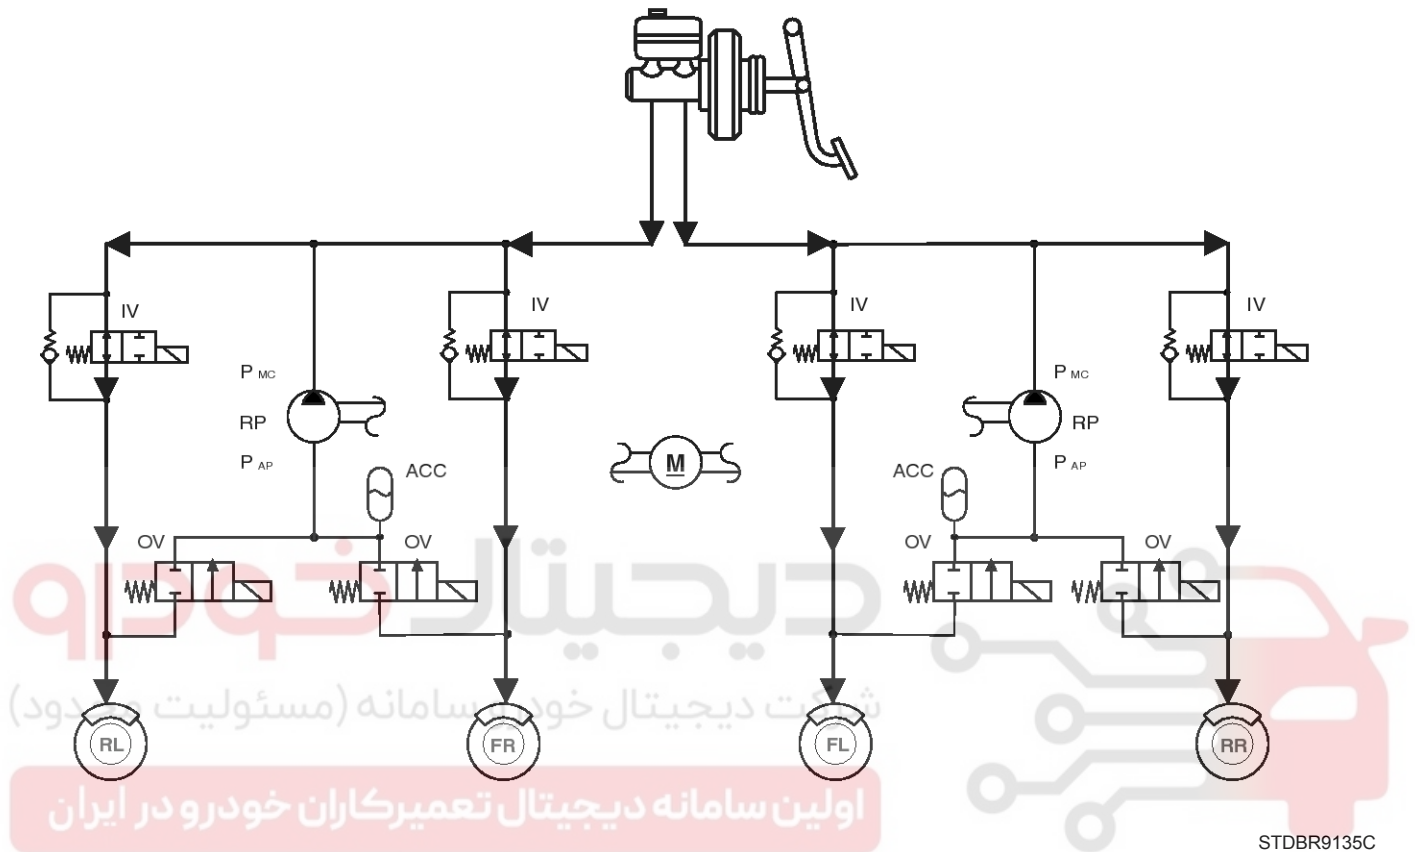 IV
IV
IV
IV
P MC
P MC
RP
RP
P AP
P AP
ACC
M
ACC
OV
OV
OV
OV
دیجیتال خودرو
شرکت دیجیتال خودرو سامانه (مسئولیت محدود)
RL
FR
FL
RR
اولین سامانه دیجیتال تعمیرکاران خودرو در ایران
STDBR9135C